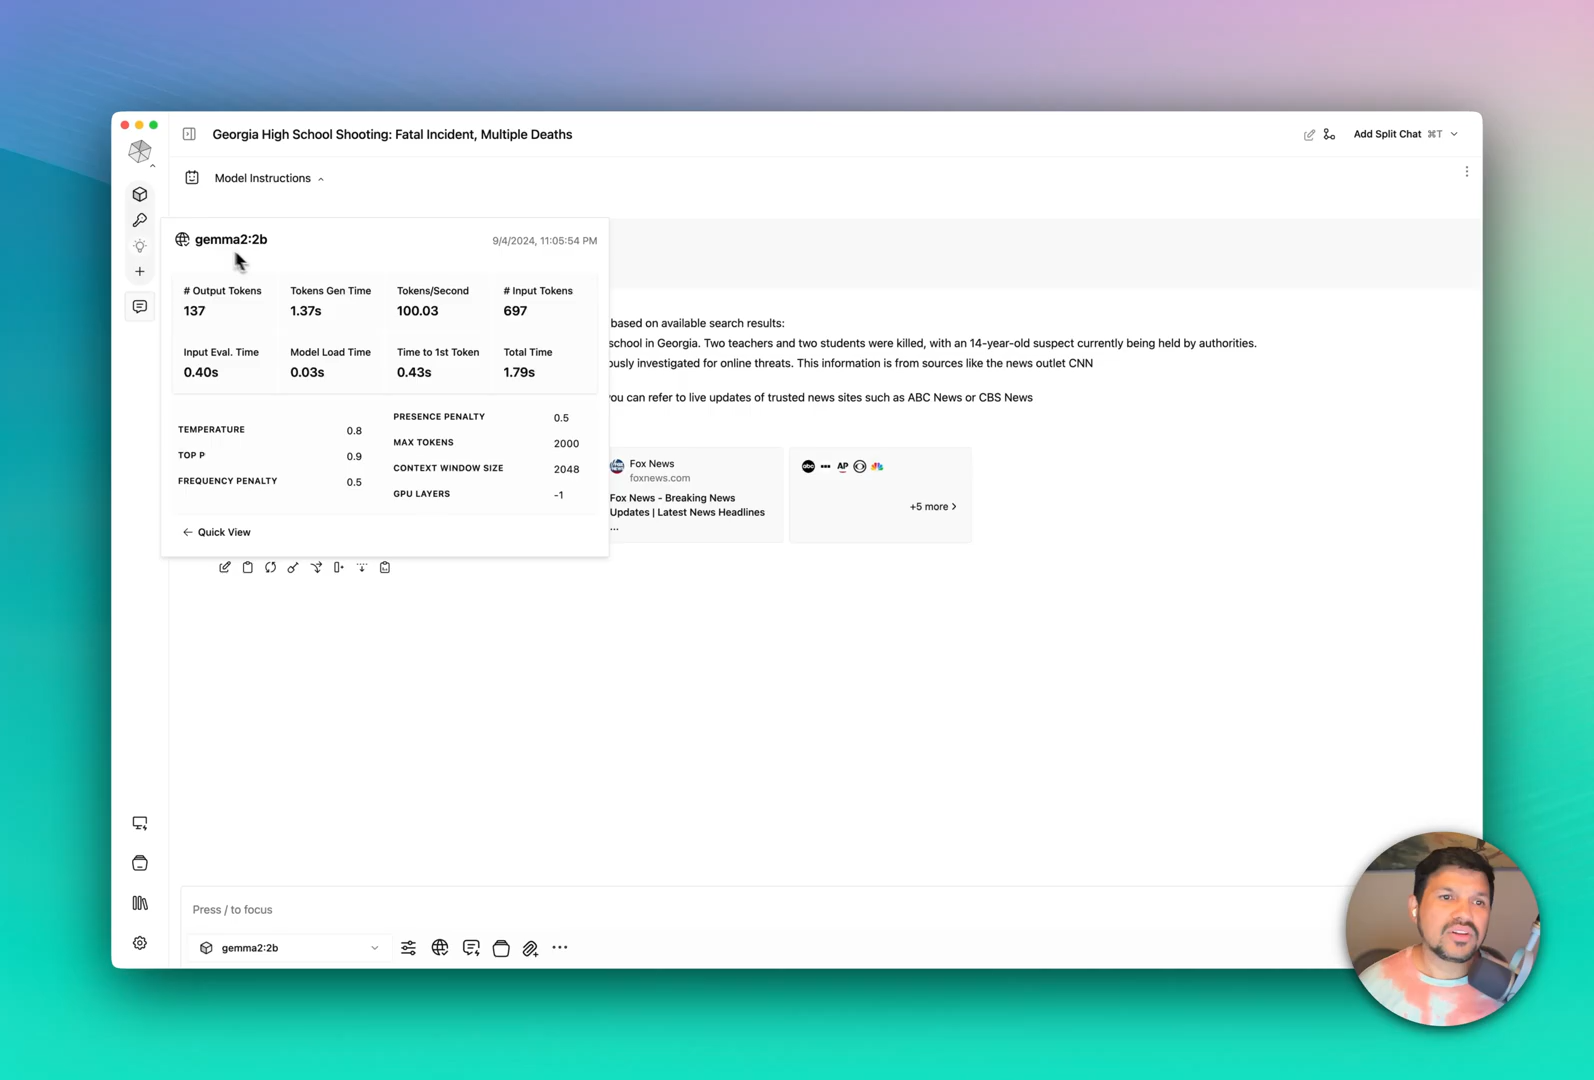 Georgia High School Shooting: Fatal Incident, Multiple Deaths
Add Split Chat ⌘T
Model Instructions
gemma2:2b
9/4/2024, 11:05:54 PM
# Output Tokens
137
Tokens Gen Time
1.37s
Tokens/Second
100.03
# Input Tokens
697
Input Eval. Time
0.40s
Model Load Time
0.03s
Time to 1st Token
0.43s
Total Time
1.79s
TEMPERATURE 0.8
TOP P 0.9
FREQUENCY PENALTY 0.5
PRESENCE PENALTY 0.5
MAX TOKENS 2000
CONTEXT WINDOW SIZE 2048
GPU LAYERS -1
← Quick View
based on available search results:
school in Georgia. Two teachers and two students were killed, with an 14-year-old suspect currently being held by authorities.
ously investigated for online threats. This information is from sources like the news outlet CNN
you can refer to live updates of trusted news sites such as ABC News or CBS News
Fox News
foxnews.com
Fox News - Breaking News
Updates | Latest News Headlines
...
abc
AP
+5 more
Press / to focus
gemma2:2b